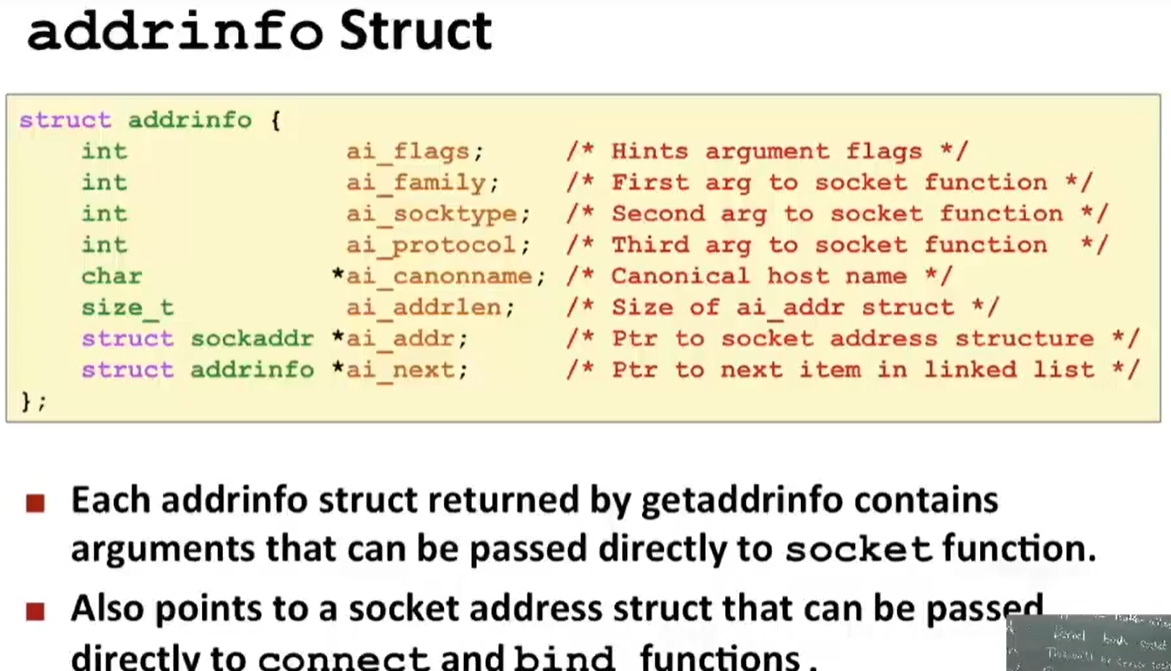 addrinfo Struct
struct addrinfo {
    int              ai_flags;     /* Hints argument flags */
    int              ai_family;    /* First arg to socket function */
    int              ai_socktype;  /* Second arg to socket function */
    int              ai_protocol;  /* Third arg to socket function  */
    char            *ai_canonname; /* Canonical host name */
    size_t           ai_addrlen;   /* Size of ai_addr struct */
    struct sockaddr *ai_addr;      /* Ptr to socket address structure */
    struct addrinfo *ai_next;      /* Ptr to next item in linked list */
};
■ Each addrinfo struct returned by getaddrinfo contains
arguments that can be passed directly to socket function.
■ Also points to a socket address struct that can be passed
directly to connect and bind functions.